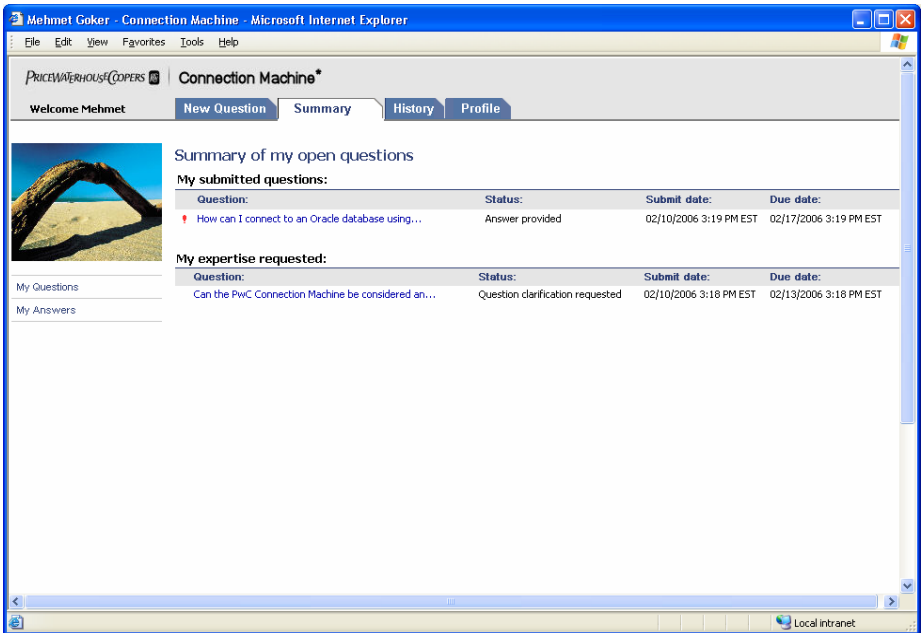 Mehmet Goker - Connection Machine - Microsoft Internet Explorer
File Edit View Favorites Tools Help
PRICEWATERHOUSECOOPERS Connection Machine*
Welcome Mehmet New Question Summary History Profile
Summary of my open questions
My submitted questions:
Question: Status: Submit date: Due date:
How can I connect to an Oracle database using... Answer provided 02/10/2006 3:19 PM EST 02/17/2006 3:19 PM EST
My expertise requested:
Question: Status: Submit date: Due date:
Can the PwC Connection Machine be considered an... Question clarification requested 02/10/2006 3:18 PM EST 02/13/2006 3:18 PM EST
My Questions
My Answers
Local intranet